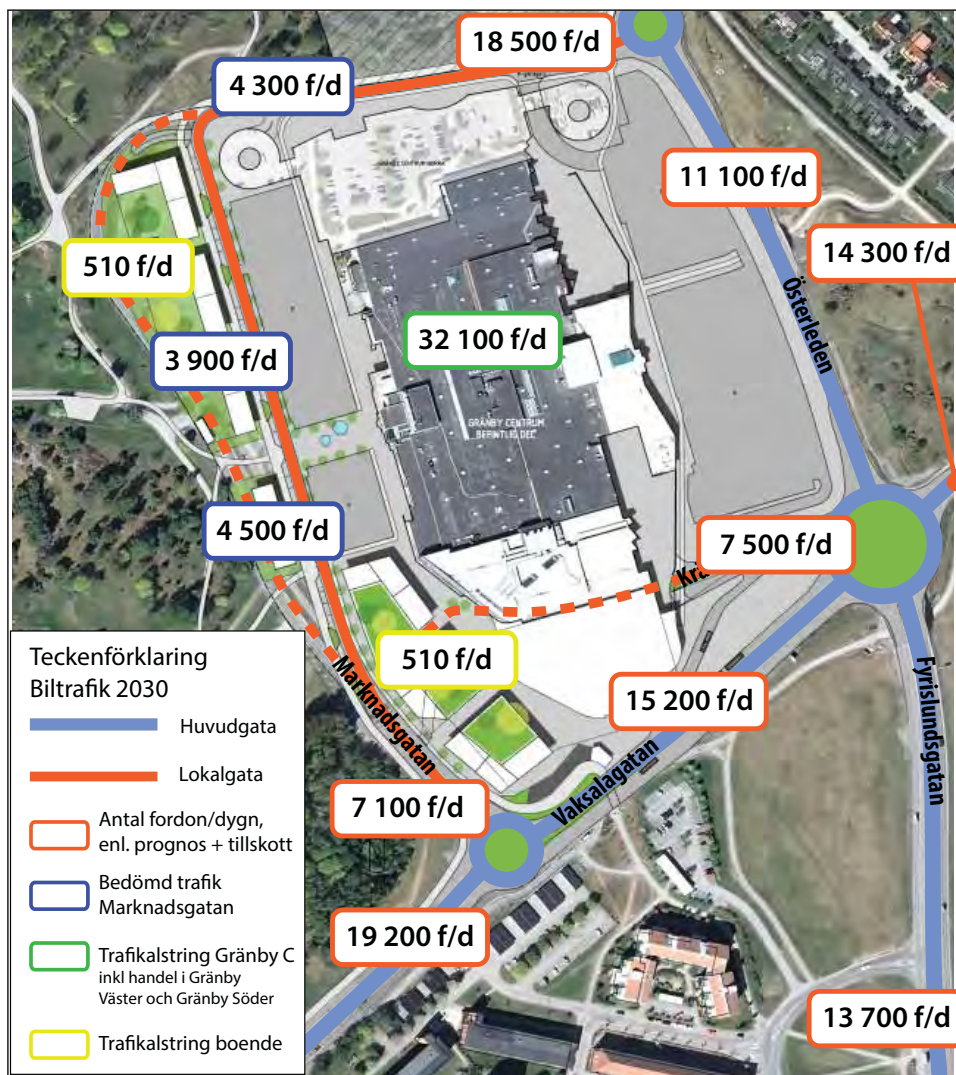 18 500 f/d
4 300 f/d
11 100 f/d
14 300 f/d
510 f/d
Österleden
32 100 f/d
3 900 f/d
GRÄNBY CENTRUM
BEFINTLIG DEL
4 500 f/d
7 500 f/d
510 f/d
Marknadsgatan
15 200 f/d
Fyrislundsgatan
Vaksalagatan
7 100 f/d
19 200 f/d
13 700 f/d
Teckenförklaring
Biltrafik 2030
Huvudgata
Lokalgata
Antal fordon/dygn,
enl. prognos + tillskott
Bedömd trafik
Marknadsgatan
Trafikalstring Gränby C
inkl handel i Gränby
Väster och Gränby Söder
Trafikalstring boende